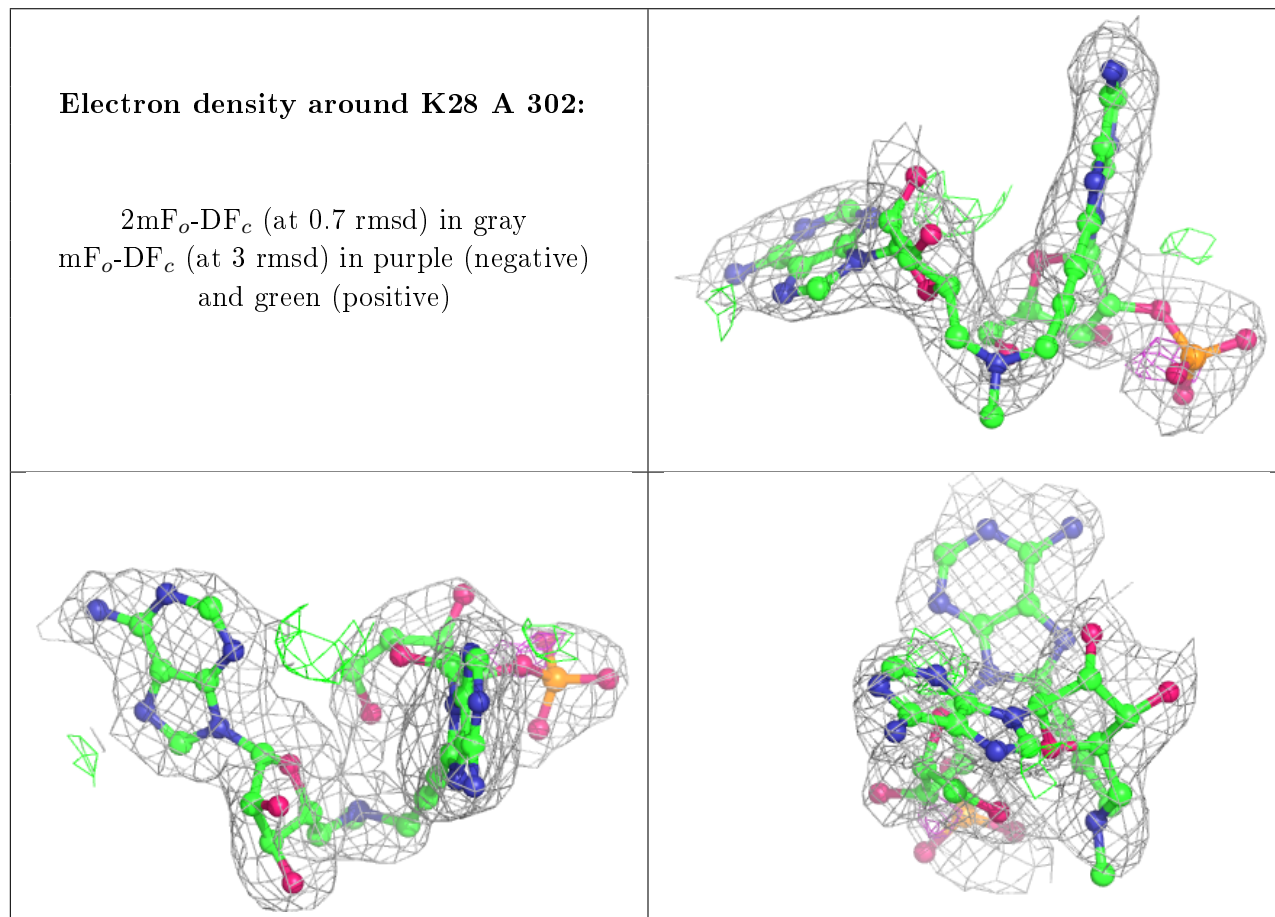 Electron density around K28 A 302:
2mFₒ-DF𝑐 (at 0.7 rmsd) in gray
mFₒ-DF𝑐 (at 3 rmsd) in purple (negative)
and green (positive)